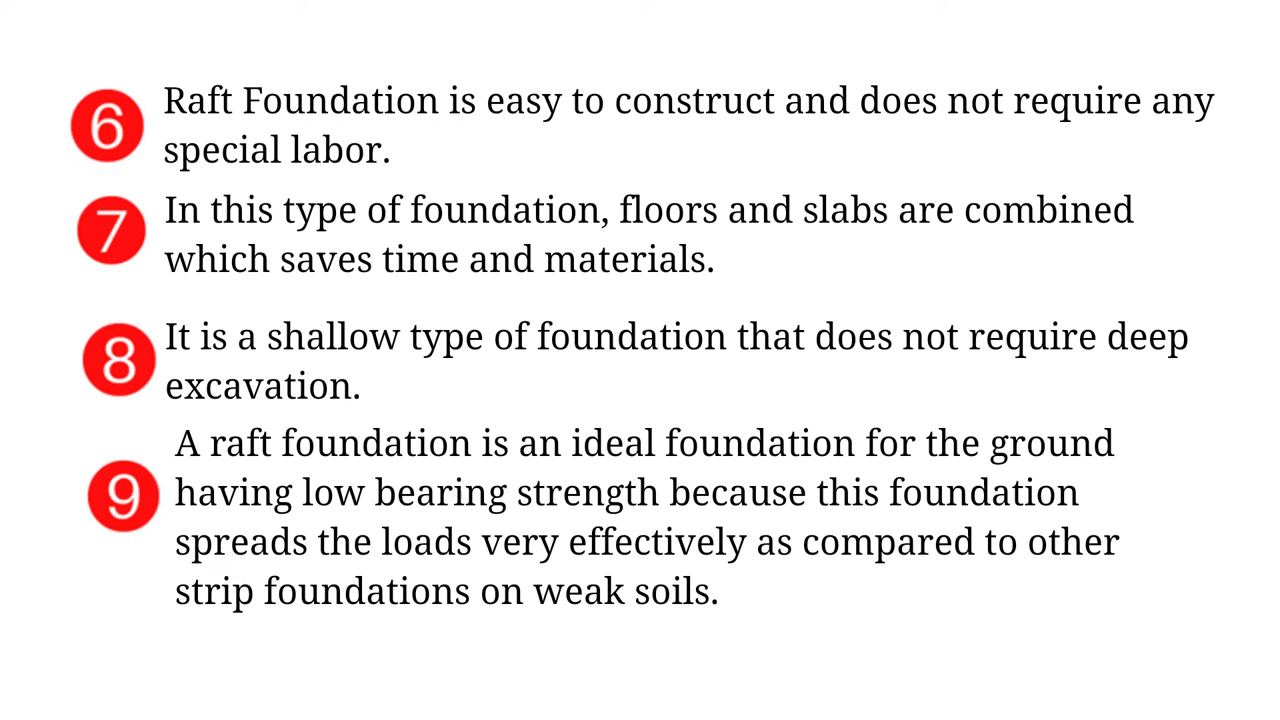 6 Raft Foundation is easy to construct and does not require any
special labor.
7 In this type of foundation, floors and slabs are combined
which saves time and materials.
8 It is a shallow type of foundation that does not require deep
excavation.
A raft foundation is an ideal foundation for the ground
9 having low bearing strength because this foundation
spreads the loads very effectively as compared to other
strip foundations on weak soils.